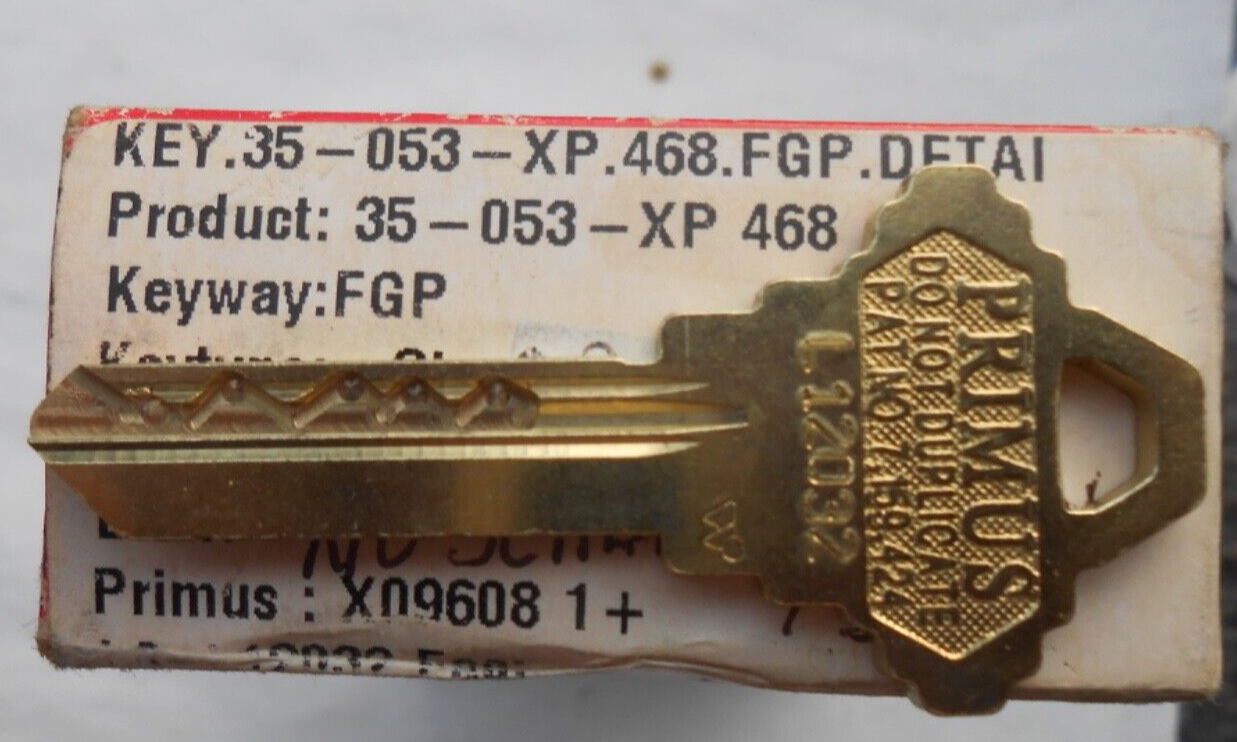 KEY.35-053-XP.468.FGP.DETAI
Product: 35-053-XP 468
Keyway:FGP
Primus : X09608 1+
PRIMUS
DO NOT DUPLICATE
PAT.NO.7,159,424
L12032